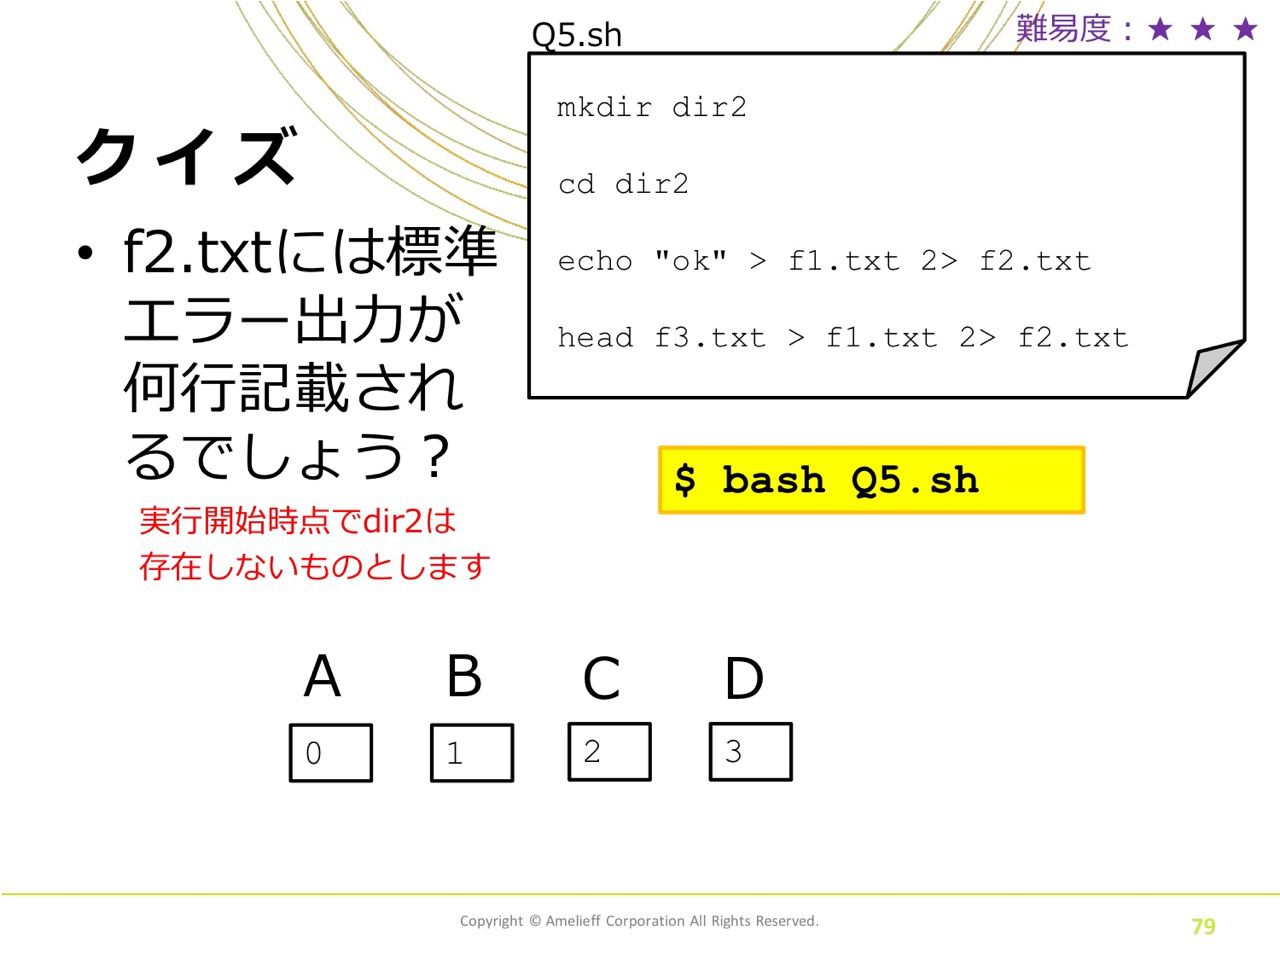 難易度：★ ★ ★
Q5.sh
mkdir dir2
cd dir2
echo "ok" > f1.txt 2> f2.txt
head f3.txt > f1.txt 2> f2.txt
クイズ
• f2.txtには標準
エラー出力が
何行記載され
るでしょう？
実行開始時点でdir2は
存在しないものとします
$ bash Q5.sh
A B C D
0 1 2 3
Copyright © Amelieff Corporation All Rights Reserved.
79